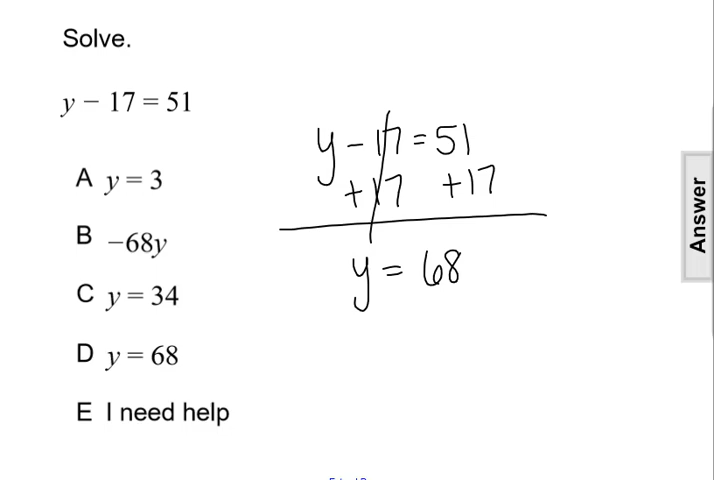 Solve.
y − 17 = 51
A y = 3
B −68y
C y = 34
D y = 68
E I need help
y - 17 = 51
+17 +17
y = 68
Answer